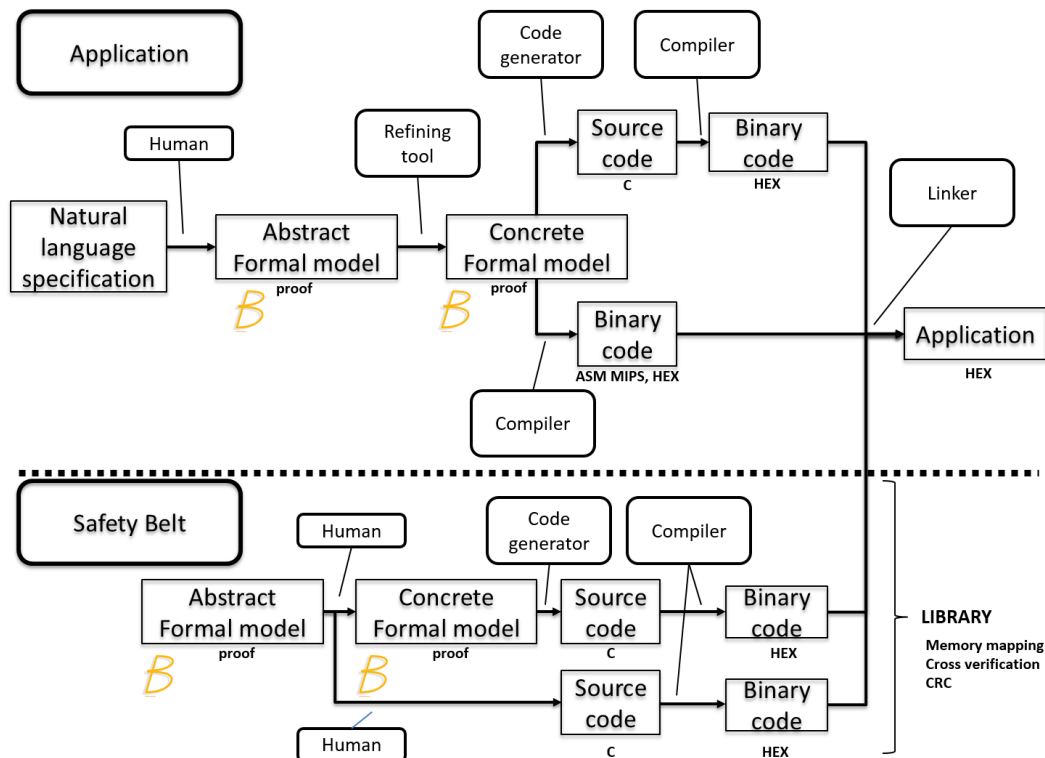 Application
Code
generator
Compiler
Human
Refining
tool
Source
code
C
Binary
code
HEX
Linker
Natural
language
specification
Abstract
Formal model
proof
B
Concrete
Formal model
proof
B
Binary
code
ASM MIPS, HEX
Application
HEX
Compiler
Safety Belt
Human
Code
generator
Compiler
Abstract
Formal model
proof
B
Concrete
Formal model
proof
B
Source
code
C
Binary
code
HEX
LIBRARY
Memory mapping
Cross verification
CRC
Human
Source
code
C
Binary
code
HEX